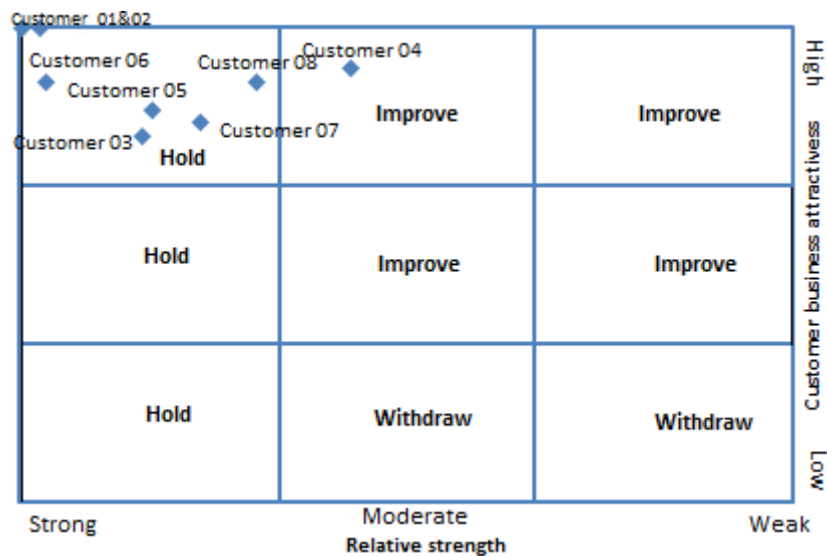 Customer 01&02
Customer 06
Customer 08
Customer 04
Customer 05
Customer 03
Customer 07
Hold
Improve
Improve
Hold
Improve
Improve
Hold
Withdraw
Withdraw
High
Customer business attractivess
Low
Strong
Moderate
Weak
Relative strength